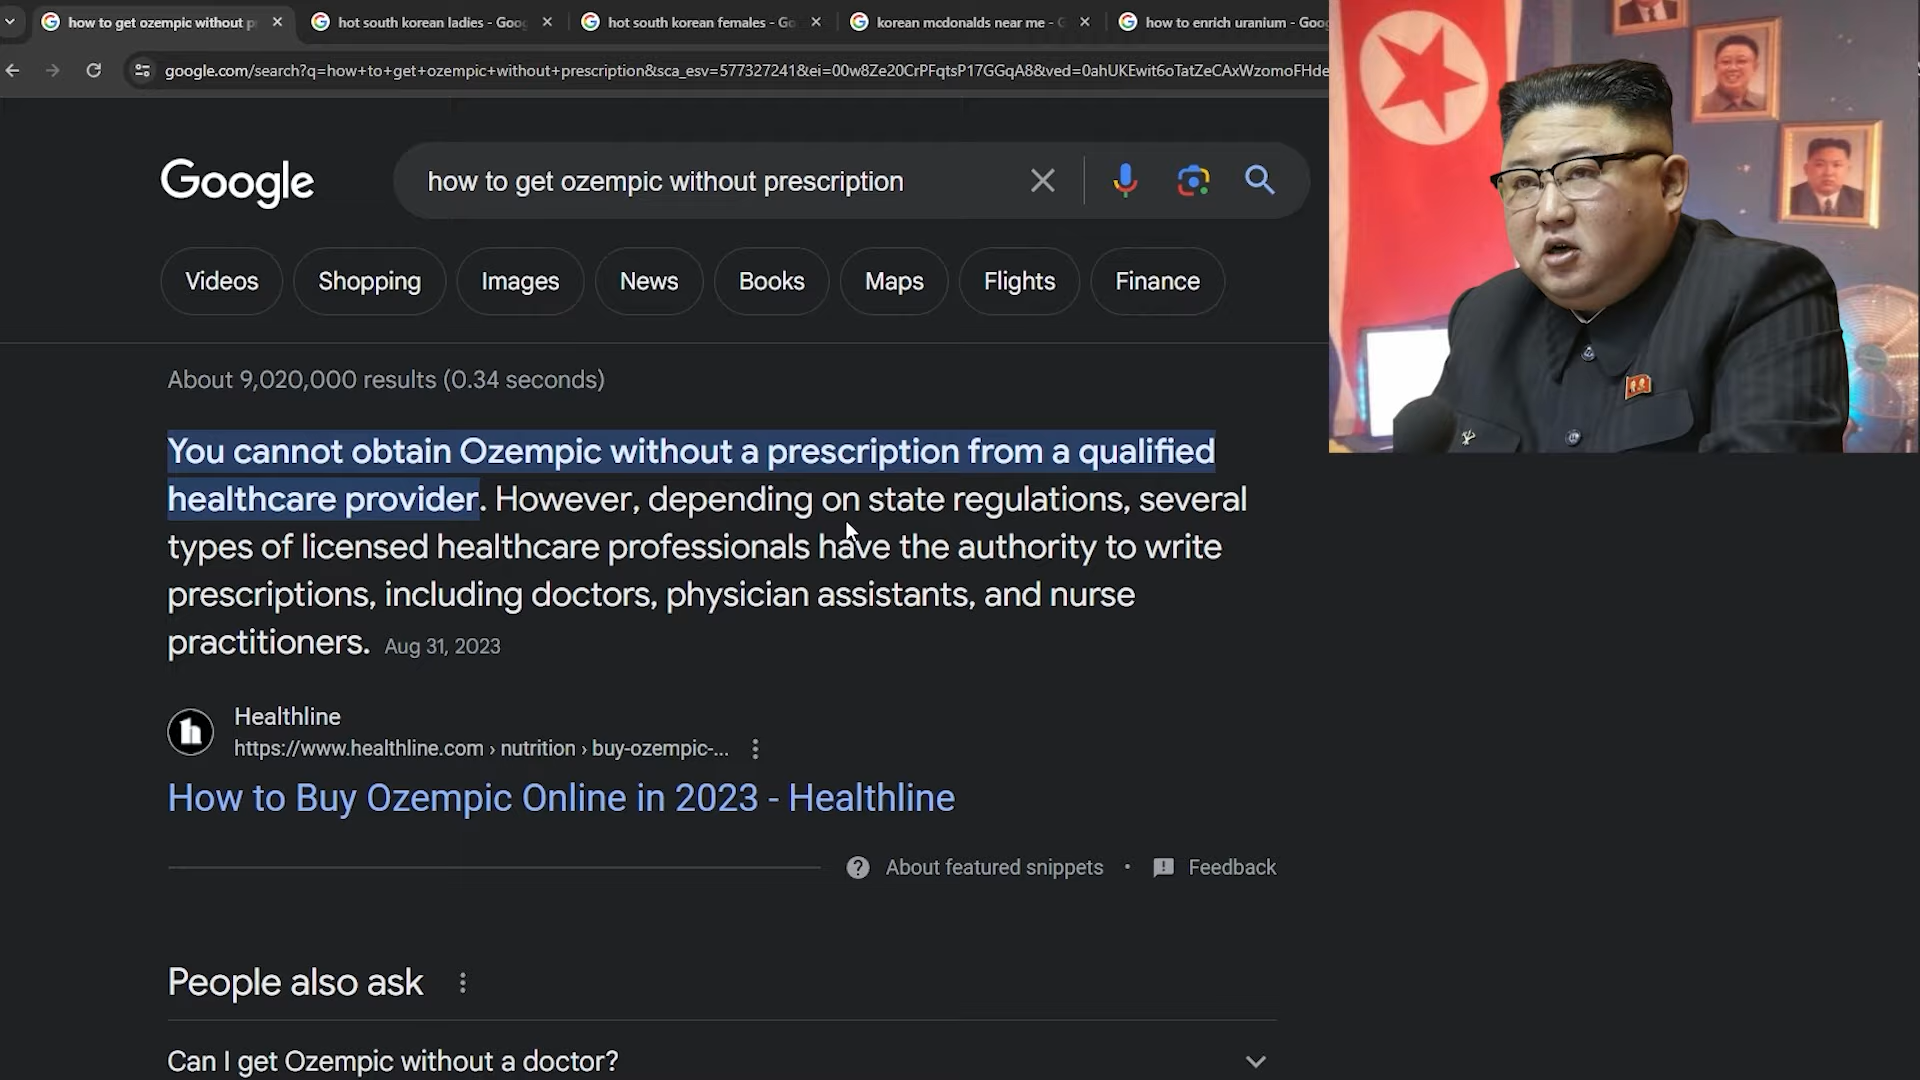 how to get ozempic without p
hot south korean ladies - Goog
hot south korean females - Go
korean mcdonalds near me - G
how to enrich uranium - Goog
google.com/search?q=how+to+get+ozempic+without+prescription&sca_esv=577327241&ei=00w8Ze20CrPFqtsP17GGqA8&ved=0ahUKEwit6oTatZeCAxWzomoFHde
Google
how to get ozempic without prescription
Videos
Shopping
Images
News
Books
Maps
Flights
Finance
About 9,020,000 results (0.34 seconds)
You cannot obtain Ozempic without a prescription from a qualified
healthcare provider. However, depending on state regulations, several
types of licensed healthcare professionals have the authority to write
prescriptions, including doctors, physician assistants, and nurse
practitioners. Aug 31, 2023
Healthline
https://www.healthline.com › nutrition › buy-ozempic-...
How to Buy Ozempic Online in 2023 - Healthline
About featured snippets • Feedback
People also ask
Can I get Ozempic without a doctor?